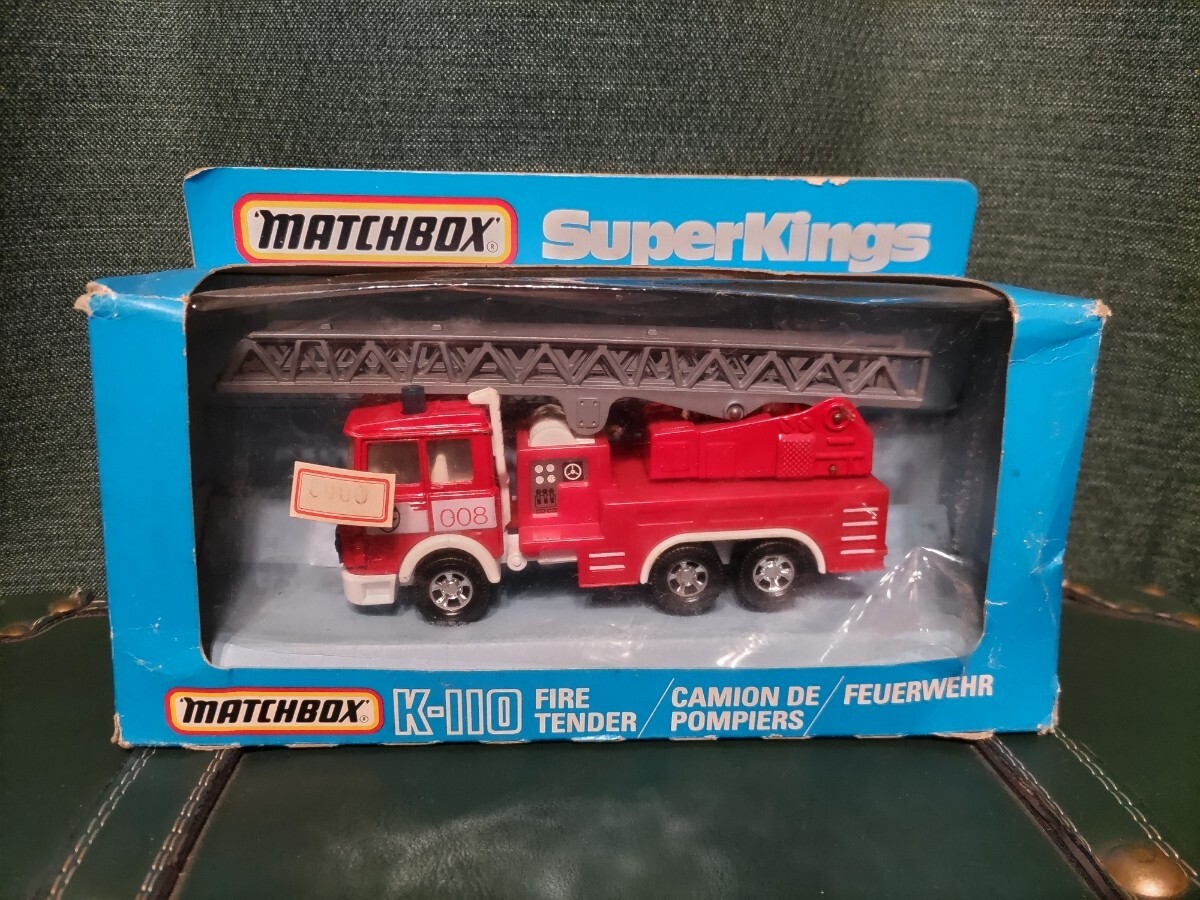 MATCHBOX® SuperKings
008
MATCHBOX® K-110 FIRE TENDER / CAMION DE POMPIERS / FEUERWEHR